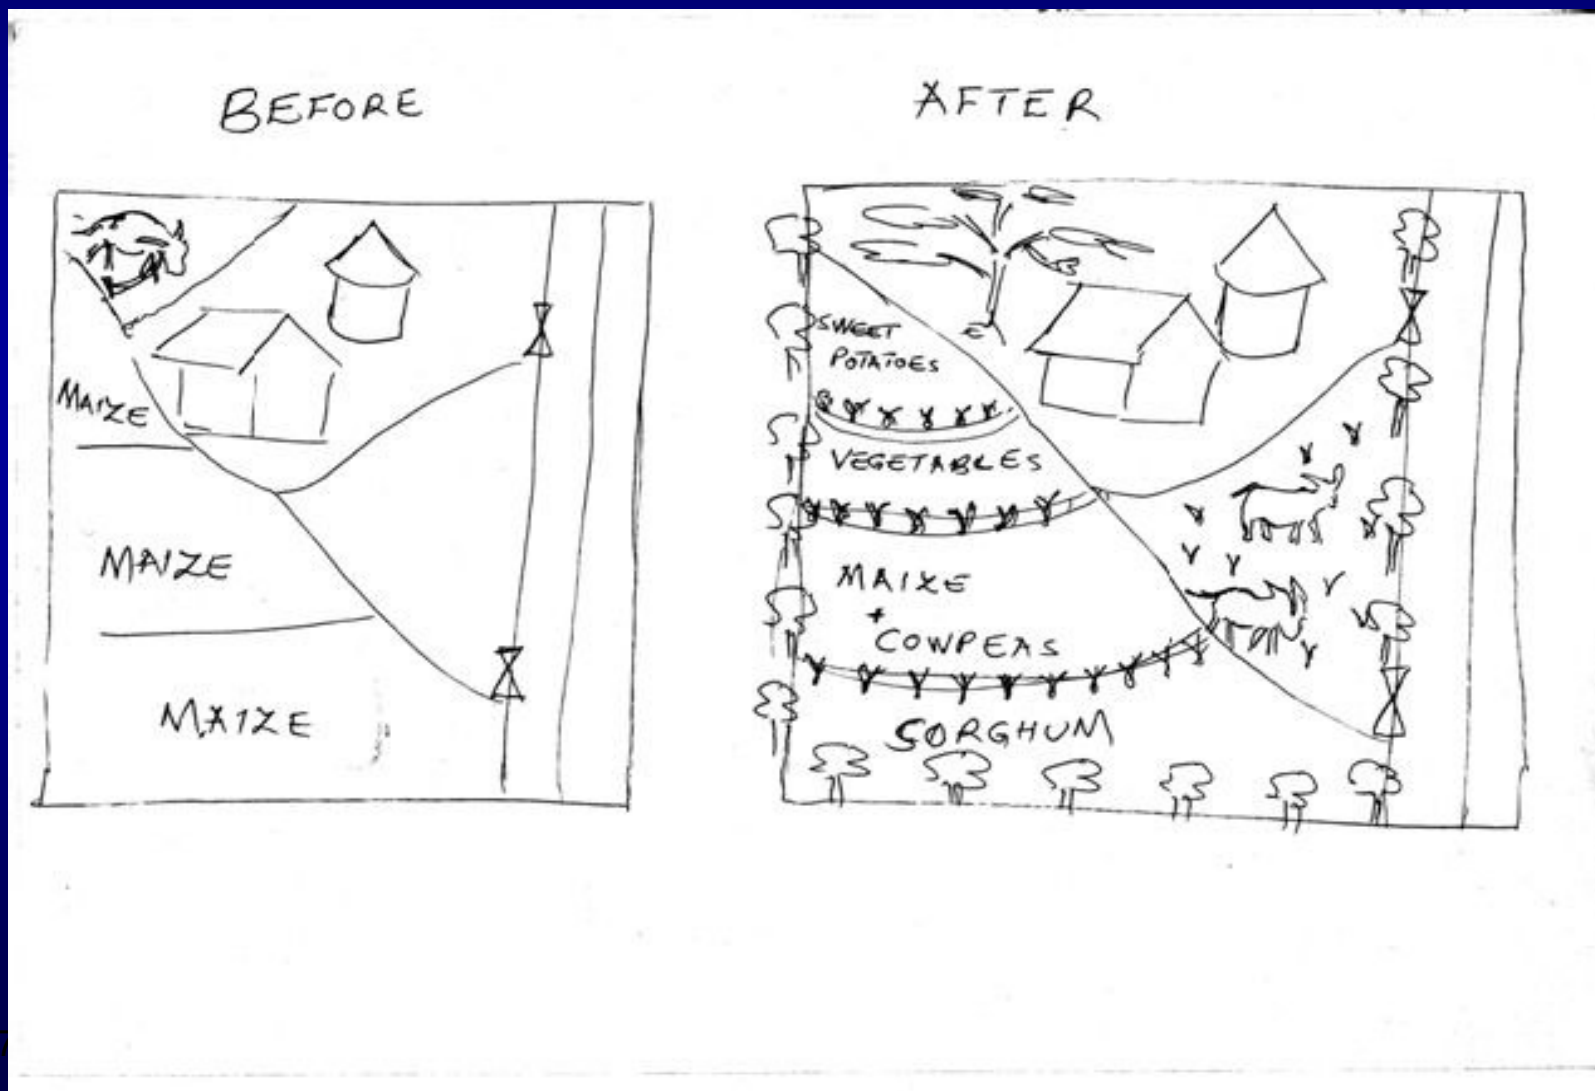 BEFORE
MAIZE
MAIZE
MAIZE
AFTER
SWEET
POTATOES
VEGETABLES
MAIZE
+
COWPEAS
SORGHUM